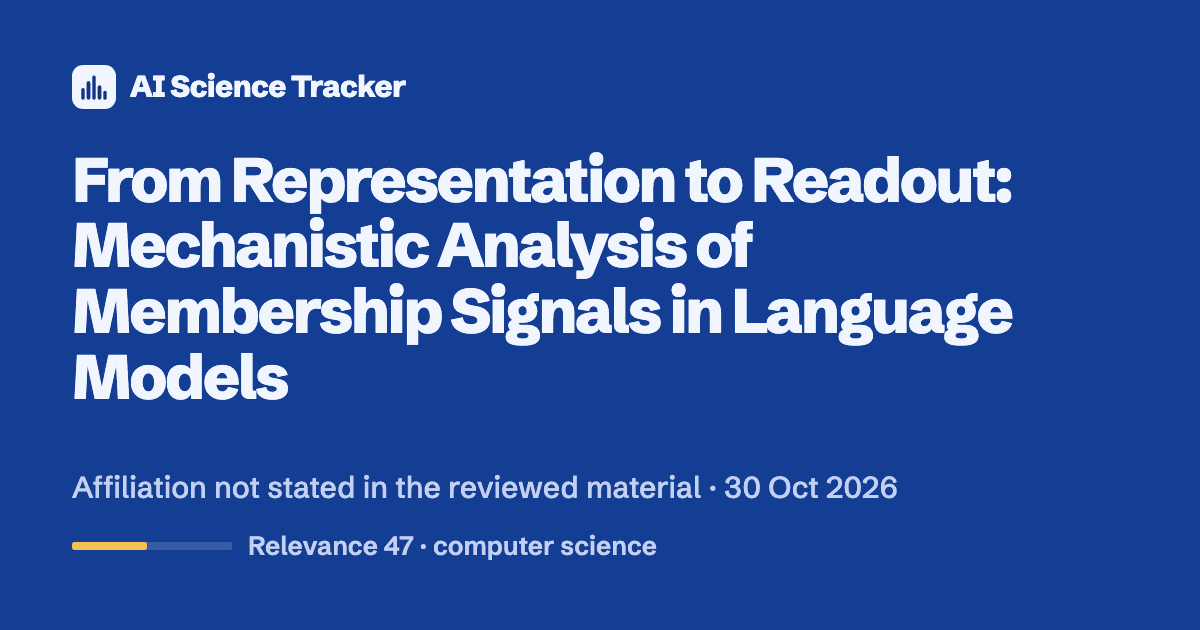 AI Science Tracker
From Representation to Readout:
Mechanistic Analysis of
Membership Signals in Language
Models
Affiliation not stated in the reviewed material · 30 Oct 2026
Relevance 47 · computer science